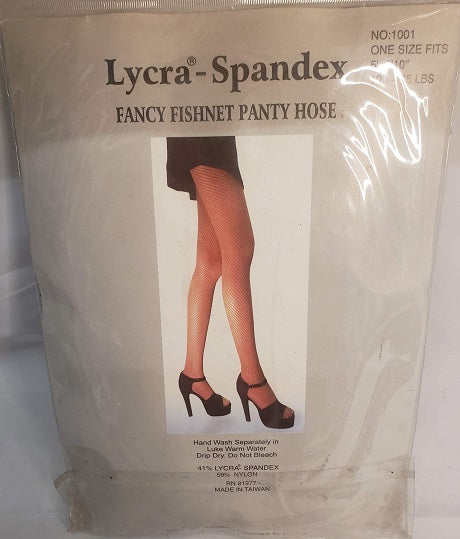 NO:1001
ONE SIZE FITS
LBS
Lycra®-Spandex
FANCY FISHNET PANTY HOSE
Hand Wash Separately in
Luke Warm Water
Drip Dry. Do Not Bleach
41% LYCRA® SPANDEX
59% NYLON
RN 81977
MADE IN TAIWAN